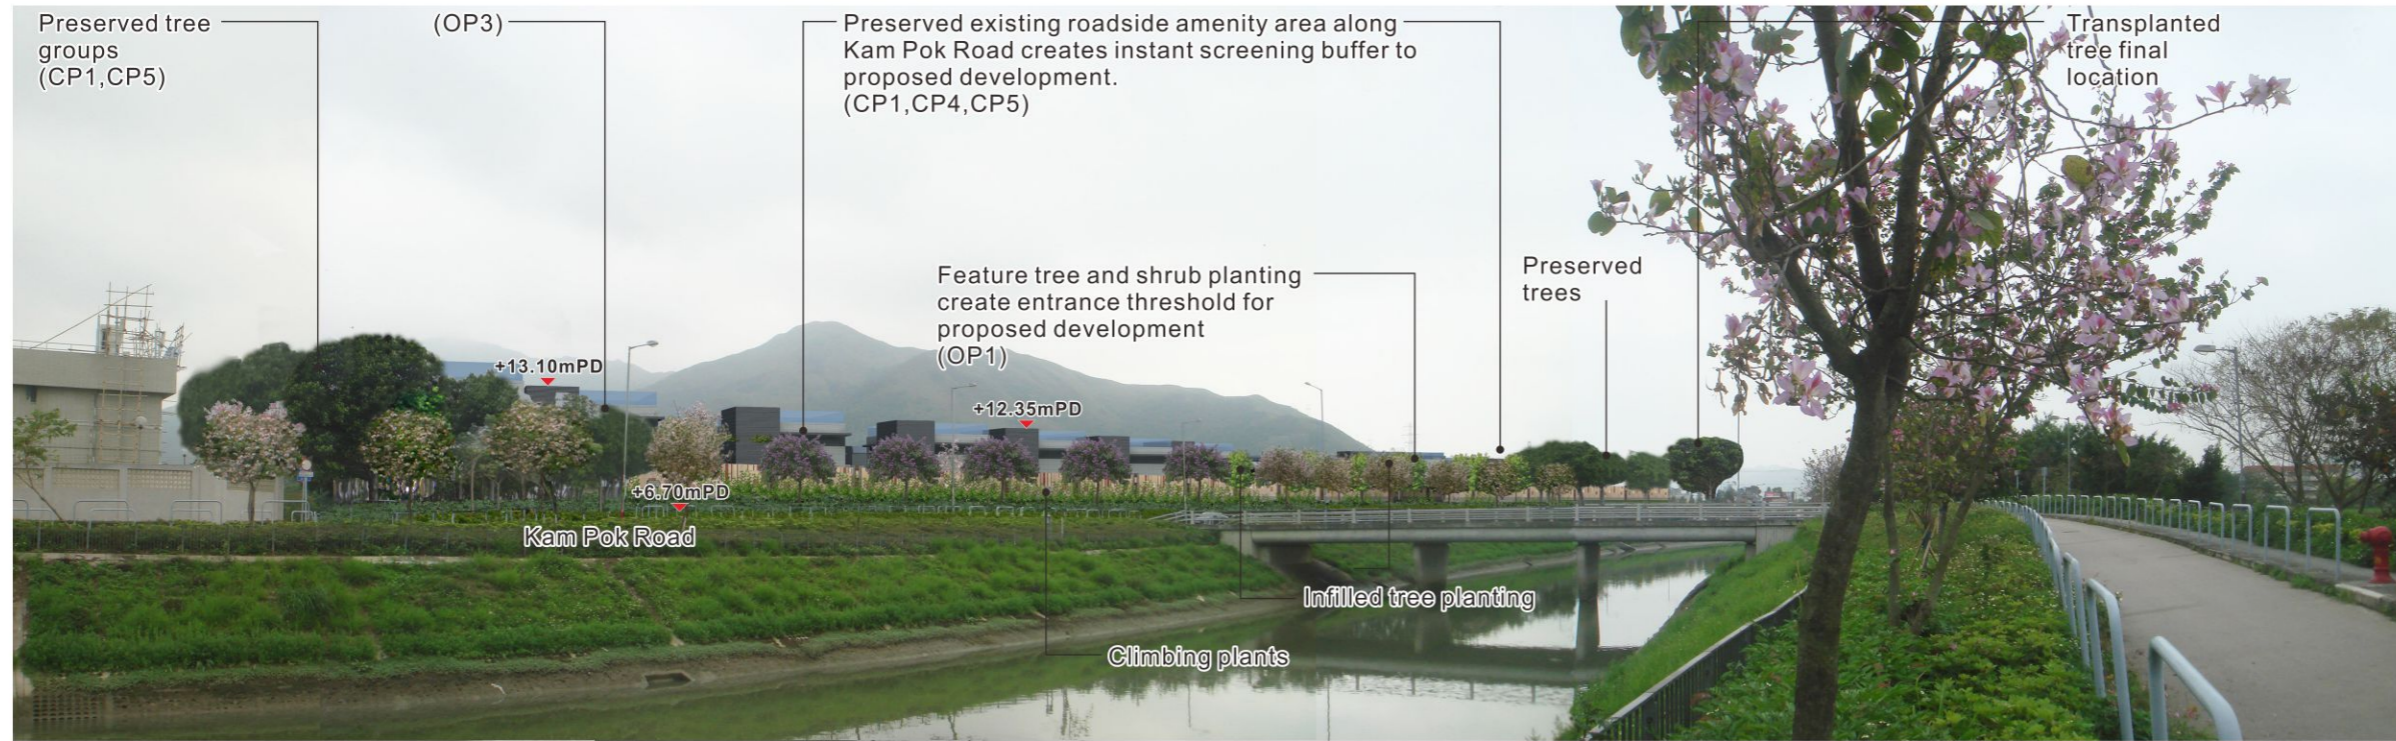 Preserved tree
groups
(CP1,CP5)
(OP3)
Preserved existing roadside amenity area along
Kam Pok Road creates instant screening buffer to
proposed development.
(CP1,CP4,CP5)
Transplanted
tree final
location
Feature tree and shrub planting
create entrance threshold for
proposed development
(OP1)
Preserved
trees
+13.10mPD
+12.35mPD
+6.70mPD
Kam Pok Road
Infilled tree planting
Climbing plants